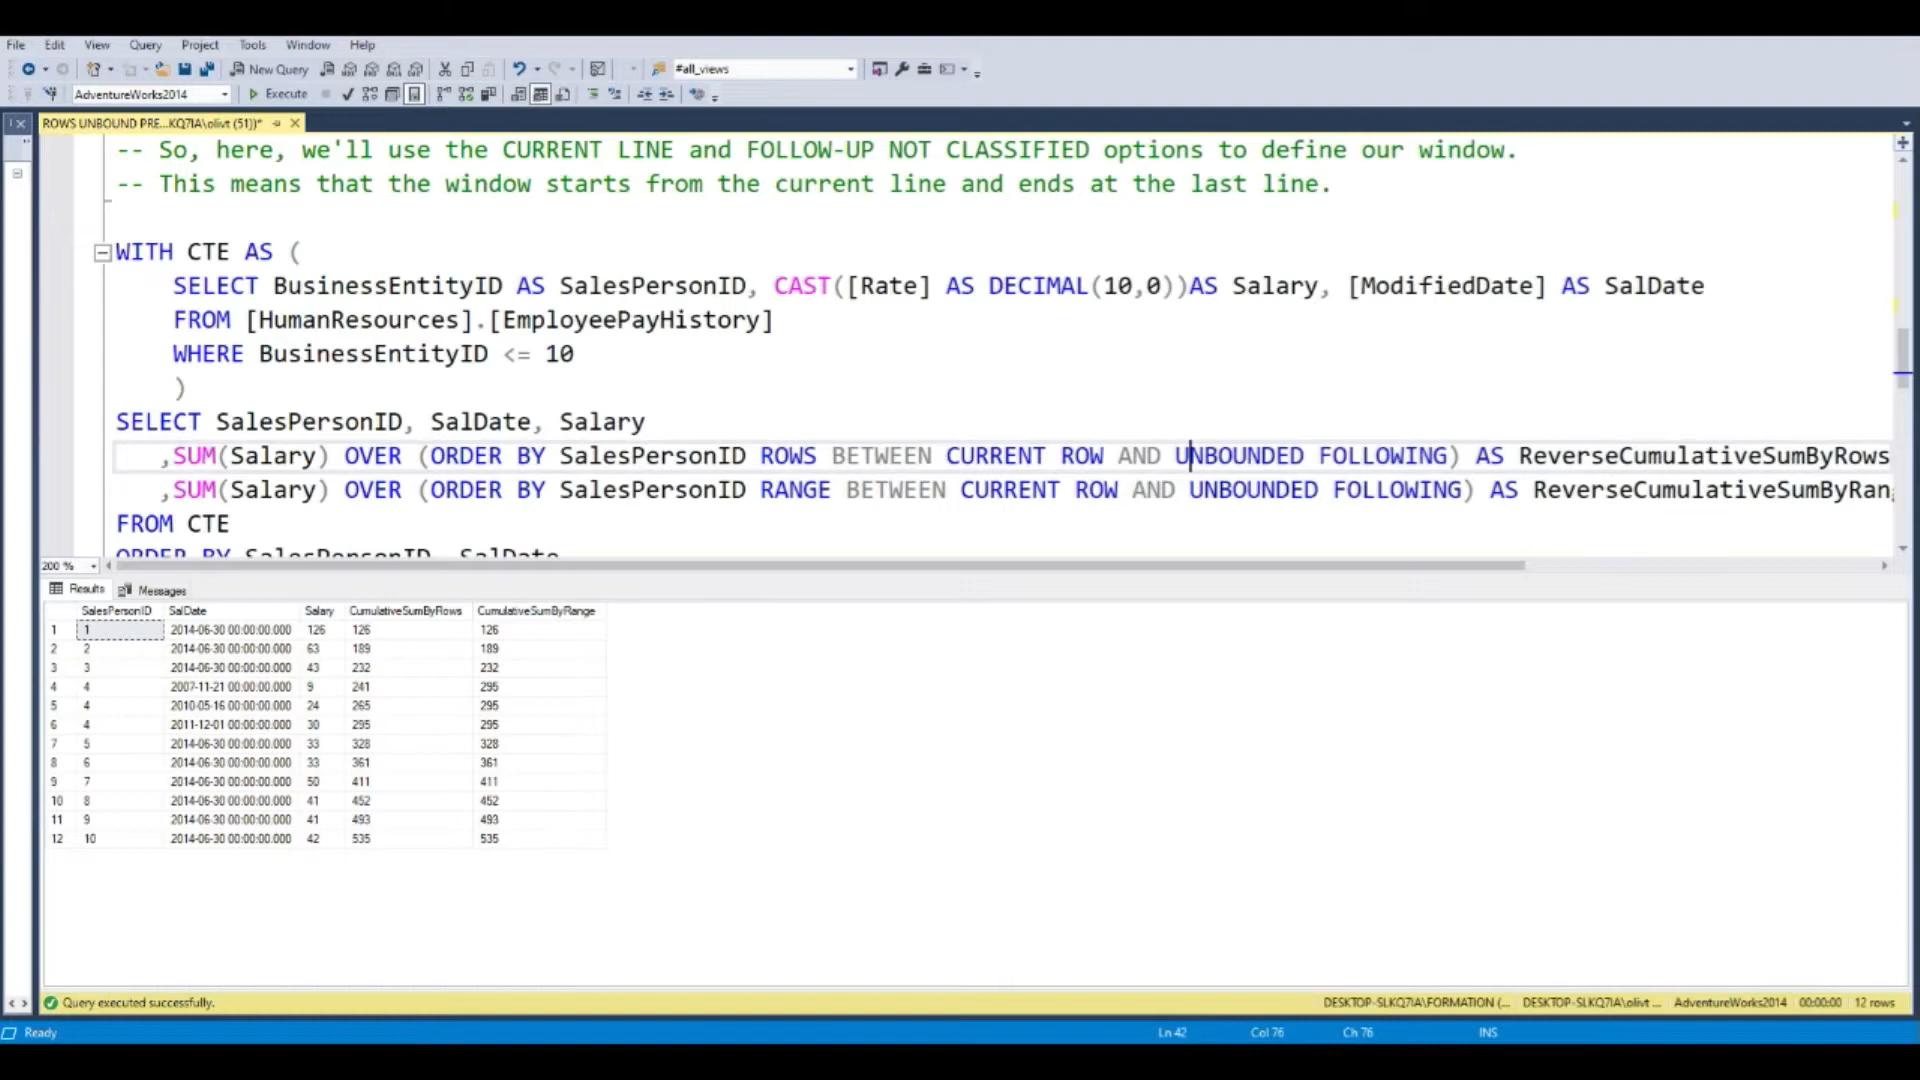 File Edit View Query Project Tools Window Help
New Query #all_views
AdventureWorks2014 Execute
ROWS UNBOUND PRE...KQ7IA\olivt (51))*
-- So, here, we'll use the CURRENT LINE and FOLLOW-UP NOT CLASSIFIED options to define our window.
-- This means that the window starts from the current line and ends at the last line.
WITH CTE AS (
SELECT BusinessEntityID AS SalesPersonID, CAST([Rate] AS DECIMAL(10,0))AS Salary, [ModifiedDate] AS SalDate
FROM [HumanResources].[EmployeePayHistory]
WHERE BusinessEntityID <= 10
)
SELECT SalesPersonID, SalDate, Salary
,SUM(Salary) OVER (ORDER BY SalesPersonID ROWS BETWEEN CURRENT ROW AND UNBOUNDED FOLLOWING) AS ReverseCumulativeSumByRows
,SUM(Salary) OVER (ORDER BY SalesPersonID RANGE BETWEEN CURRENT ROW AND UNBOUNDED FOLLOWING) AS ReverseCumulativeSumByRan
FROM CTE
ORDER BY SalesPersonID, SalDate
200 %
Results Messages
SalesPersonID SalDate Salary CumulativeSumByRows CumulativeSumByRange
1 1 2014-06-30 00:00:00.000 126 126 126
2 2 2014-06-30 00:00:00.000 63 189 189
3 3 2014-06-30 00:00:00.000 43 232 232
4 4 2007-11-21 00:00:00.000 9 241 295
5 4 2010-05-16 00:00:00.000 24 265 295
6 4 2011-12-01 00:00:00.000 30 295 295
7 5 2014-06-30 00:00:00.000 33 328 328
8 6 2014-06-30 00:00:00.000 33 361 361
9 7 2014-06-30 00:00:00.000 50 411 411
10 8 2014-06-30 00:00:00.000 41 452 452
11 9 2014-06-30 00:00:00.000 41 493 493
12 10 2014-06-30 00:00:00.000 42 535 535
Query executed successfully. DESKTOP-SLKQ7IA\FORMATION (... DESKTOP-SLKQ7IA\olivt ... AdventureWorks2014 00:00:00 12 rows
Ready Ln 42 Col 76 Ch 76 INS